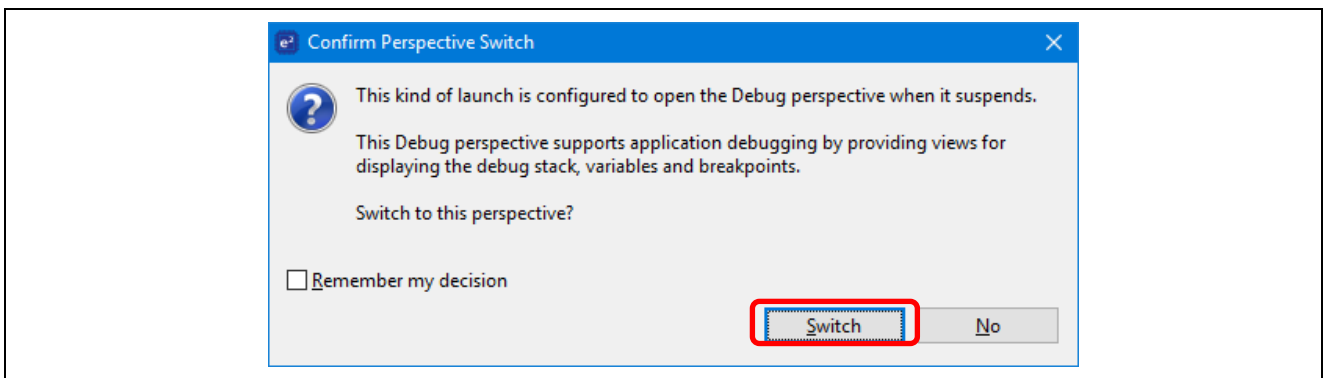 e² Confirm Perspective Switch
This kind of launch is configured to open the Debug perspective when it suspends.
This Debug perspective supports application debugging by providing views for
displaying the debug stack, variables and breakpoints.
Switch to this perspective?
Remember my decision
Switch No